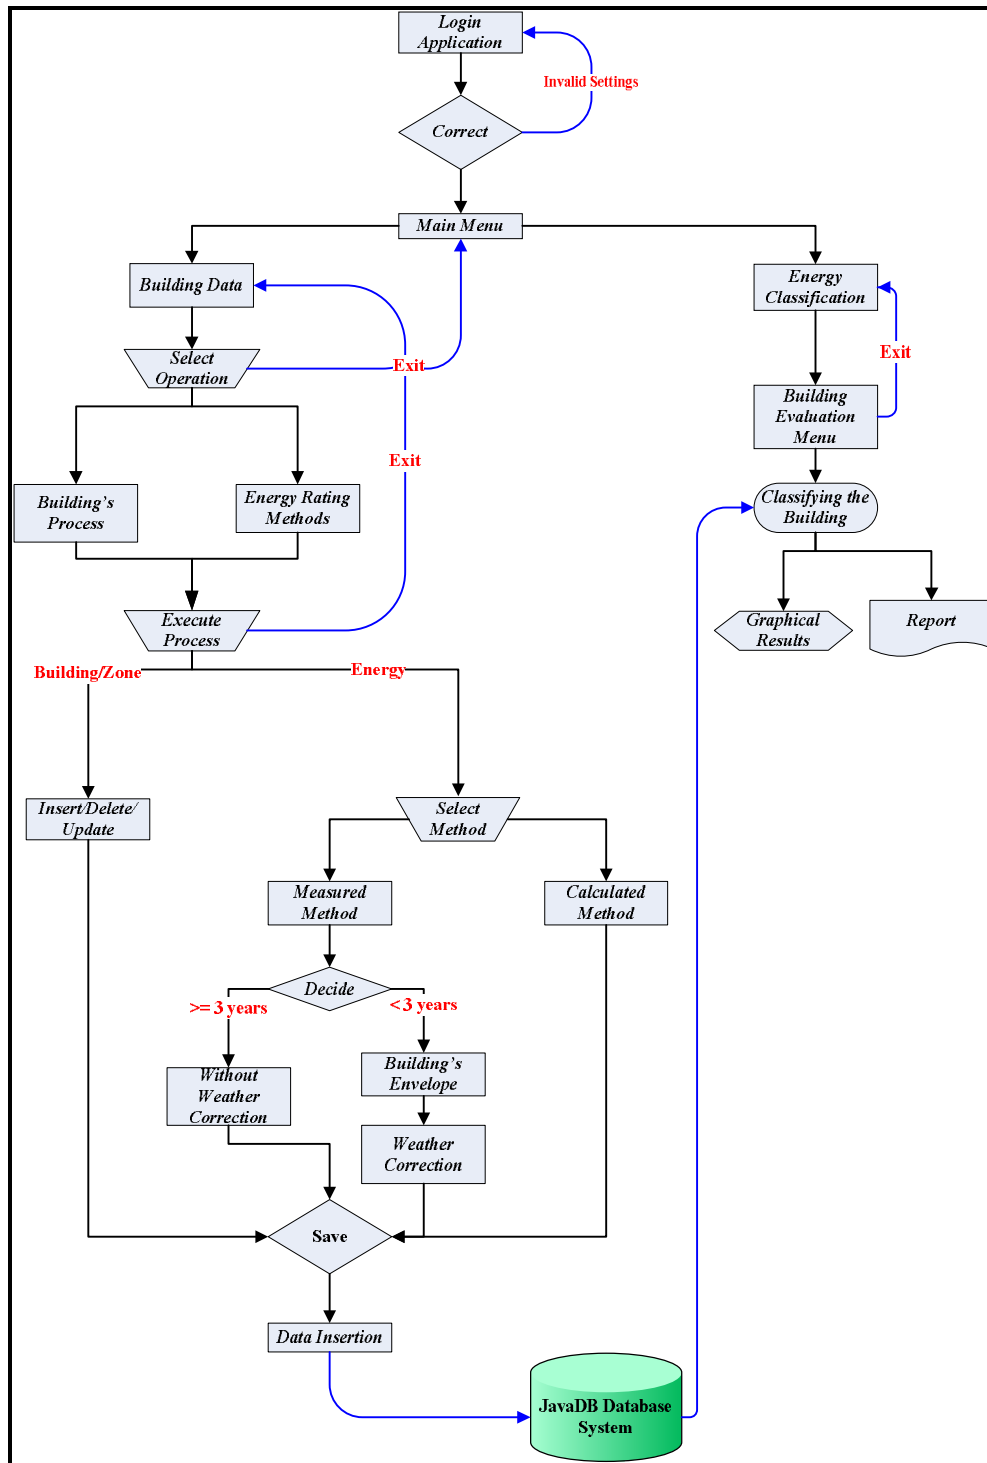 Login
Application
Invalid Settings
Correct
Main Menu
Building Data
Energy
Classification
Select
Operation
Exit
Exit
Building
Evaluation
Menu
Exit
Building's
Process
Energy Rating
Methods
Classifying the
Building
Execute
Process
Graphical
Results
Report
Building/Zone
Energy
Insert/Delete/
Update
Select
Method
Measured
Method
Calculated
Method
Decide
>= 3 years
< 3 years
Without
Weather
Correction
Building's
Envelope
Weather
Correction
Save
Data Insertion
JavaDB Database
System